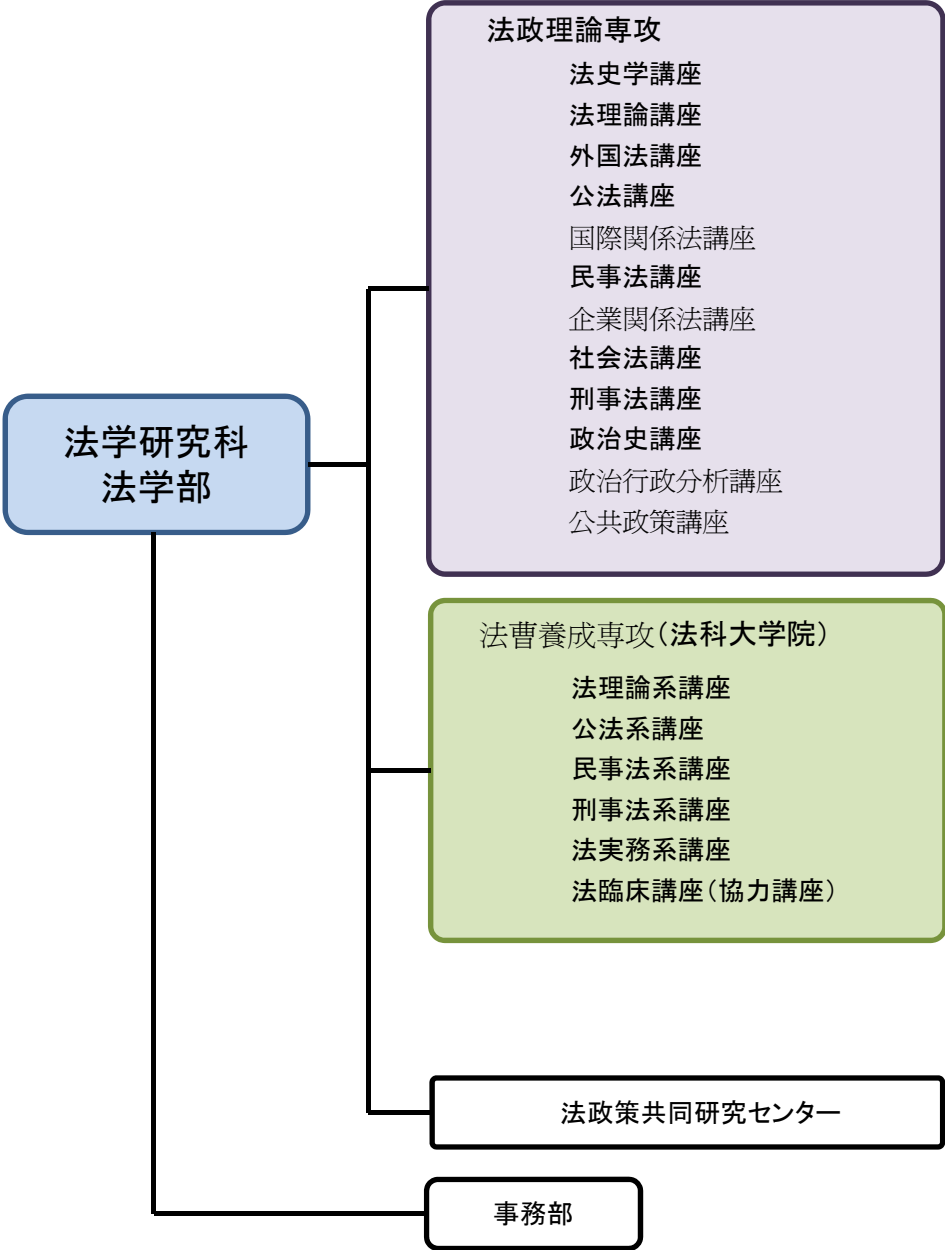 法学研究科
法学部
法政理論専攻
法史学講座
法理論講座
外国法講座
公法講座
国際関係法講座
民事法講座
企業関係法講座
社会法講座
刑事法講座
政治史講座
政治行政分析講座
公共政策講座
法曹養成専攻(法科大学院)
法理論系講座
公法系講座
民事法系講座
刑事法系講座
法実務系講座
法臨床講座(協力講座)
法政策共同研究センター
事務部